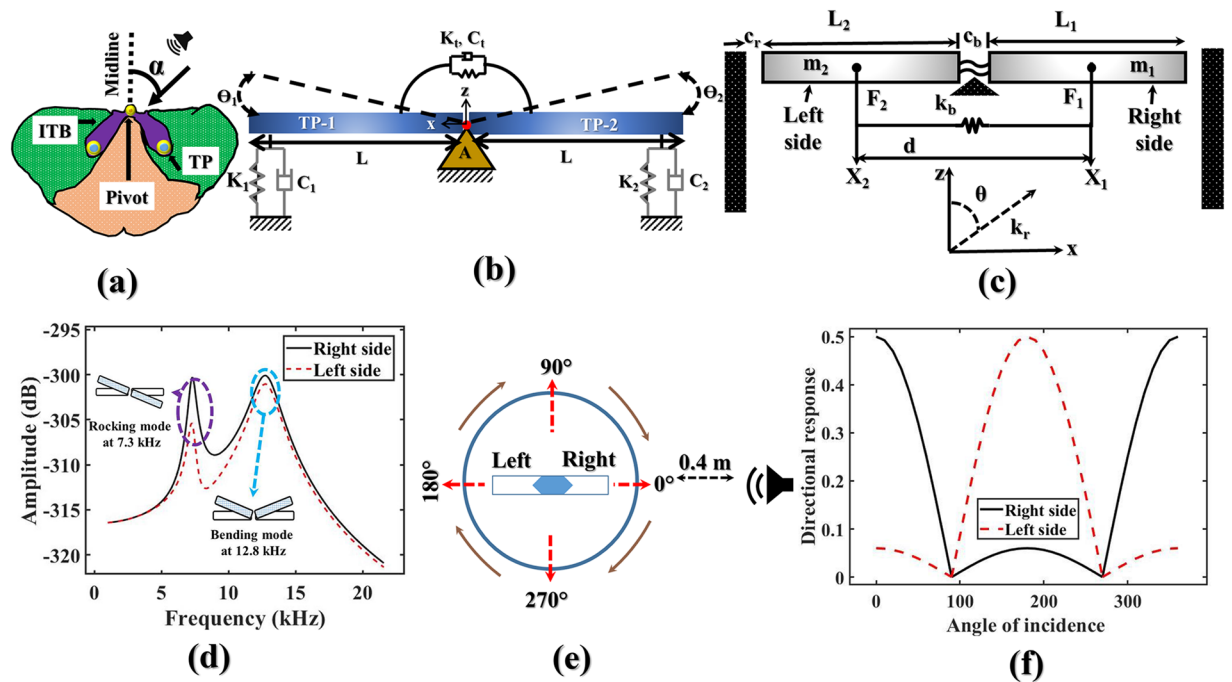 Midline
α
ITB
TP
Pivot
(a)
Kt, Ct
Θ1
Θ2
z
x
TP-1
TP-2
A
L
L
K1
C1
K2
C2
(b)
L2
L1
cr
cb
m2
m1
F2
F1
kb
Left
side
Right
side
d
X2
X1
z
θ
kr
x
(c)
-295
-300
-305
-310
-315
-320
Amplitude (dB)
Right side
Left side
Rocking mode
at 7.3 kHz
Bending mode
at 12.8 kHz
0
5
10
15
20
Frequency (kHz)
(d)
90°
180°
Left
Right
0°
0.4 m
270°
(e)
0.5
0.4
0.3
0.2
0.1
0
Directional response
Right side
Left side
0
100
200
300
Angle of incidence
(f)